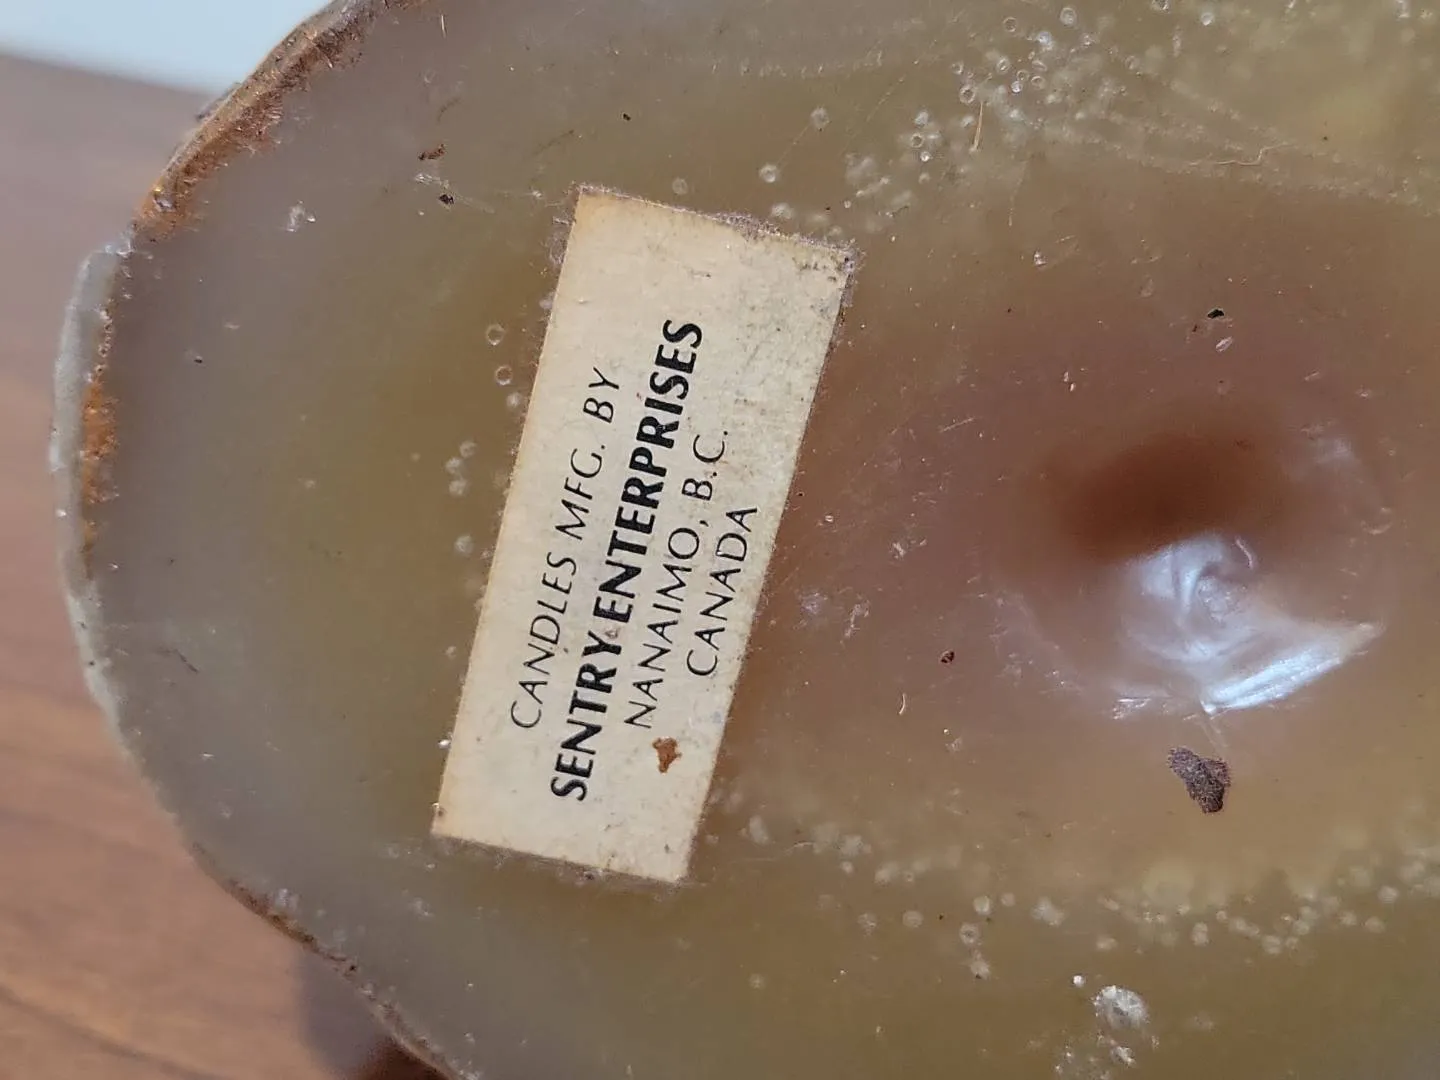 CANDLES MFG. BY
SENTRY ENTERPRISES
NANAIMO, B.C.
CANADA